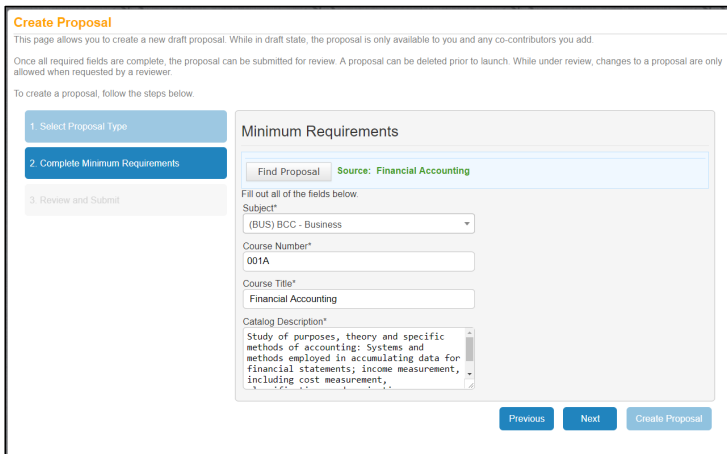 Create Proposal
This page allows you to create a new draft proposal. While in draft state, the proposal is only available to you and any co-contributors you add.
Once all required fields are complete, the proposal can be submitted for review. A proposal can be deleted prior to launch. While under review, changes to a proposal are only
allowed when requested by a reviewer.
To create a proposal, follow the steps below.
1. Select Proposal Type
2. Complete Minimum Requirements
3. Review and Submit
Minimum Requirements
Find Proposal Source: Financial Accounting
Fill out all of the fields below.
Subject*
(BUS) BCC - Business
Course Number*
001A
Course Title*
Financial Accounting
Catalog Description*
Study of purposes, theory and specific
methods of accounting: Systems and
methods employed in accumulating data for
financial statements; income measurement,
including cost measurement,
Previous Next Create Proposal